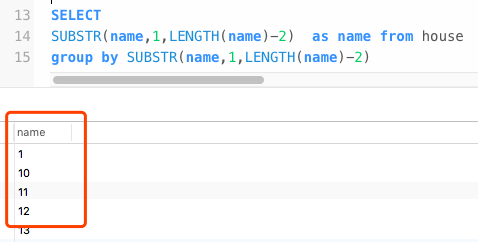 13 SELECT
14 SUBSTR(name,1,LENGTH(name)-2)  as name from house
15 group by SUBSTR(name,1,LENGTH(name)-2)
name
1
10
11
12
13